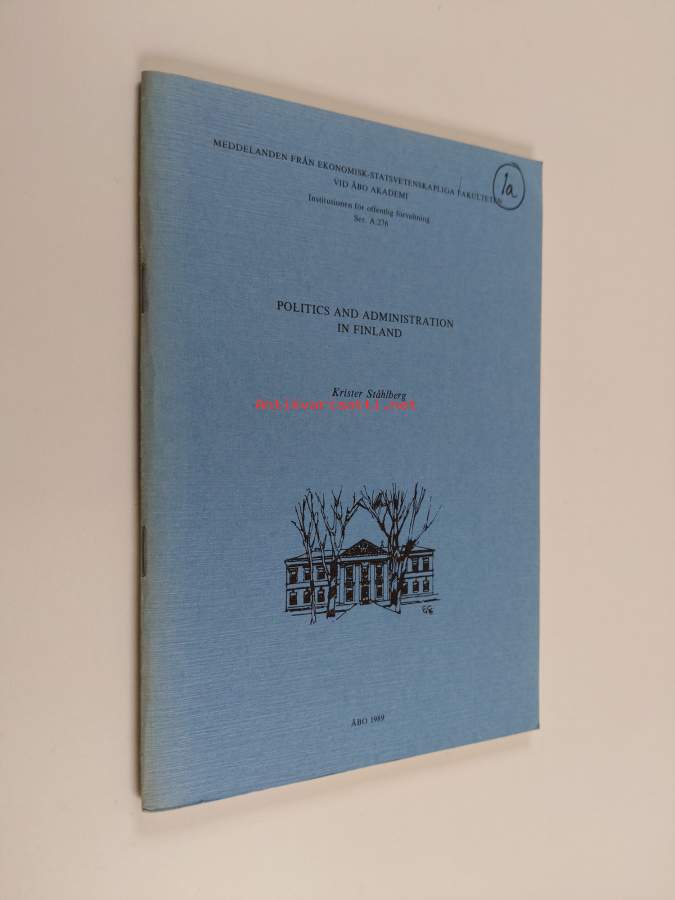 MEDDELANDEN FRÅN EKONOMISK-STATSVETENSKAPLIGA FAKULTETEN
VID ÅBO AKADEMI
Institutionen för offentlig förvaltning
Ser. A:276
1a
POLITICS AND ADMINISTRATION
IN FINLAND
Krister Ståhlberg
antikvariaatti.net
ÅBO 1989